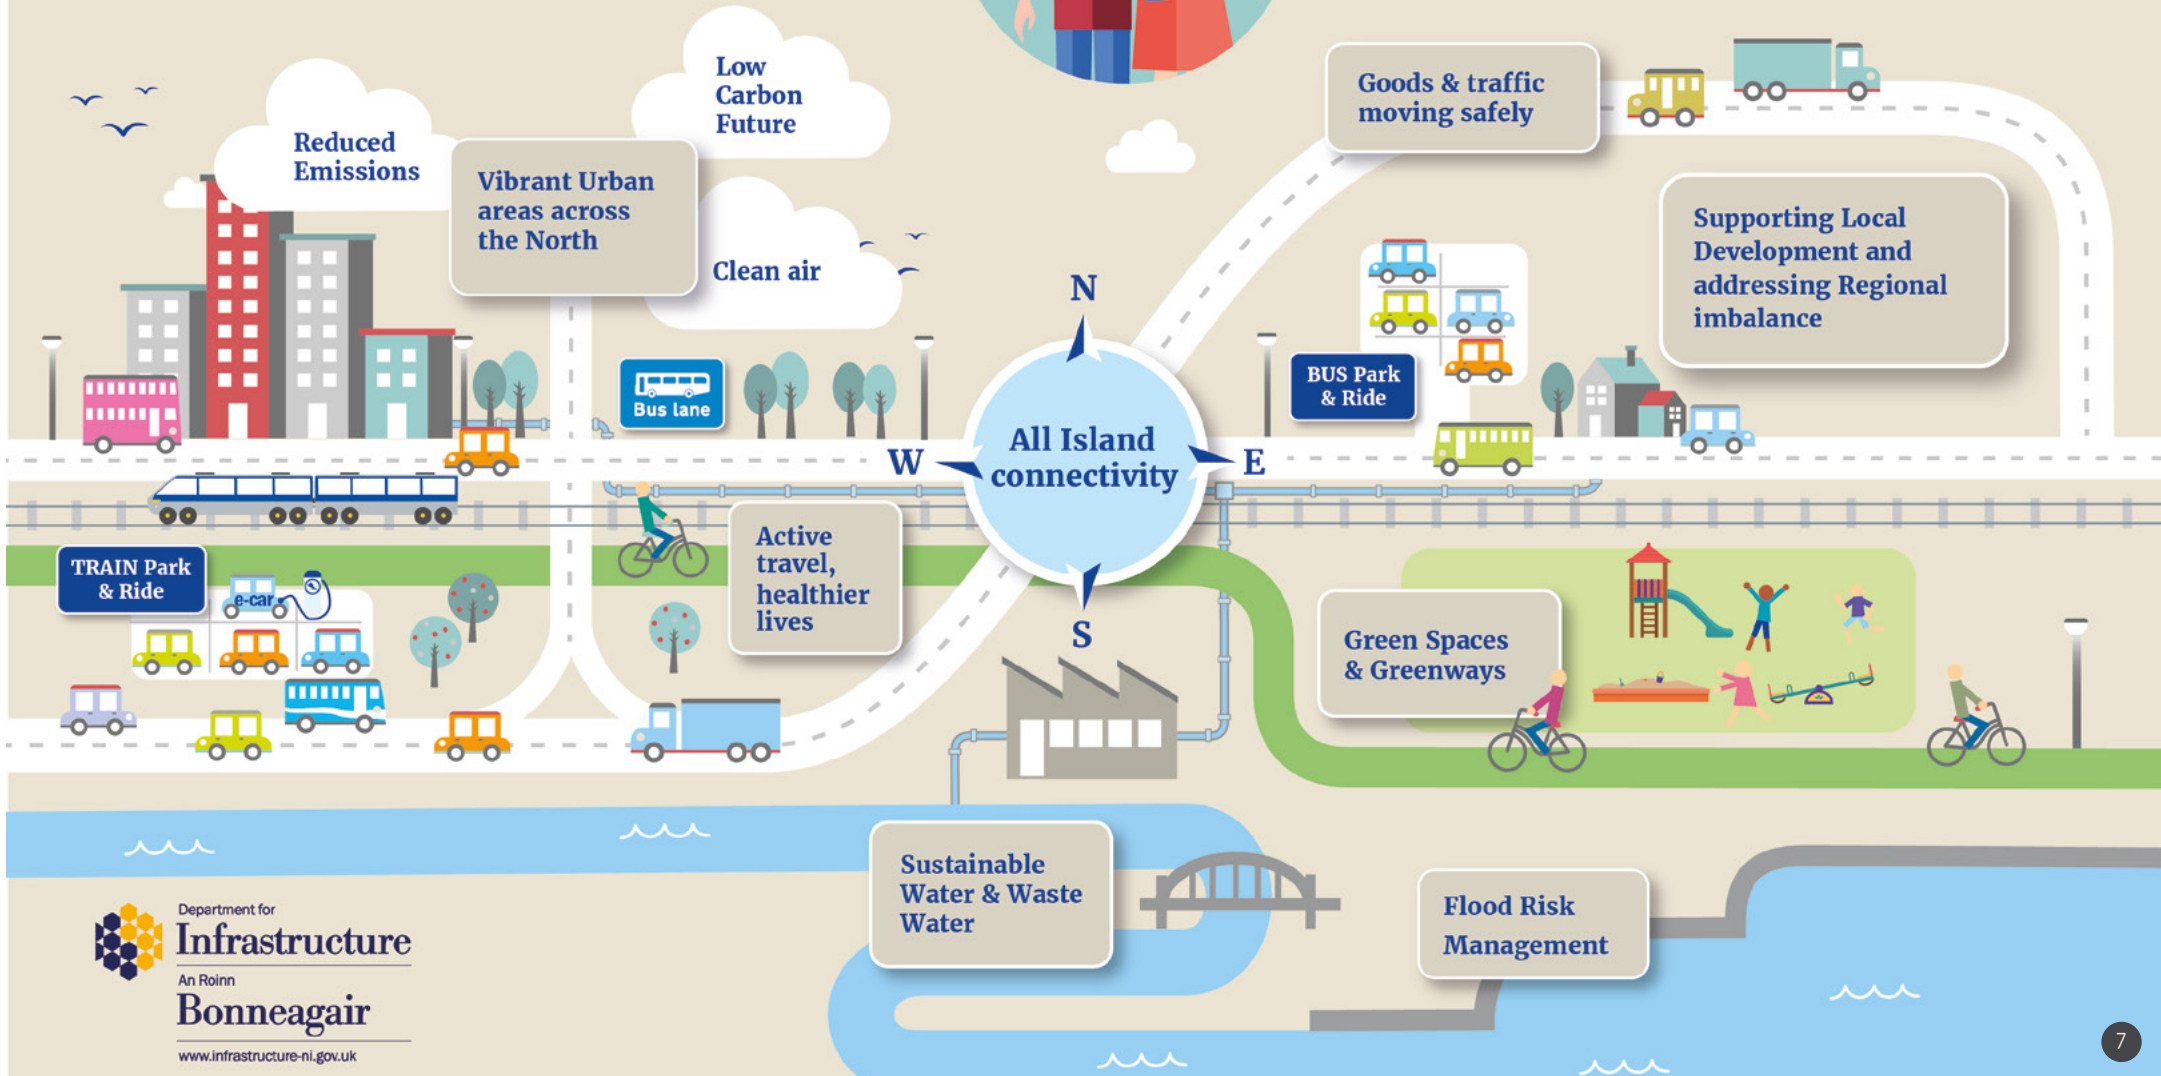 Low
Carbon
Future
Reduced
Emissions
Vibrant Urban
areas across
the North
Clean air
Goods & traffic
moving safely
Supporting Local
Development and
addressing Regional
imbalance
N
Bus lane
BUS Park
& Ride
W
All Island
connectivity
E
S
TRAIN Park
& Ride
e-car
Active
travel,
healthier
lives
Green Spaces
& Greenways
Sustainable
Water & Waste
Water
Flood Risk
Management
Department for
Infrastructure
An Roinn
Bonneagair
www.infrastructure-ni.gov.uk
7